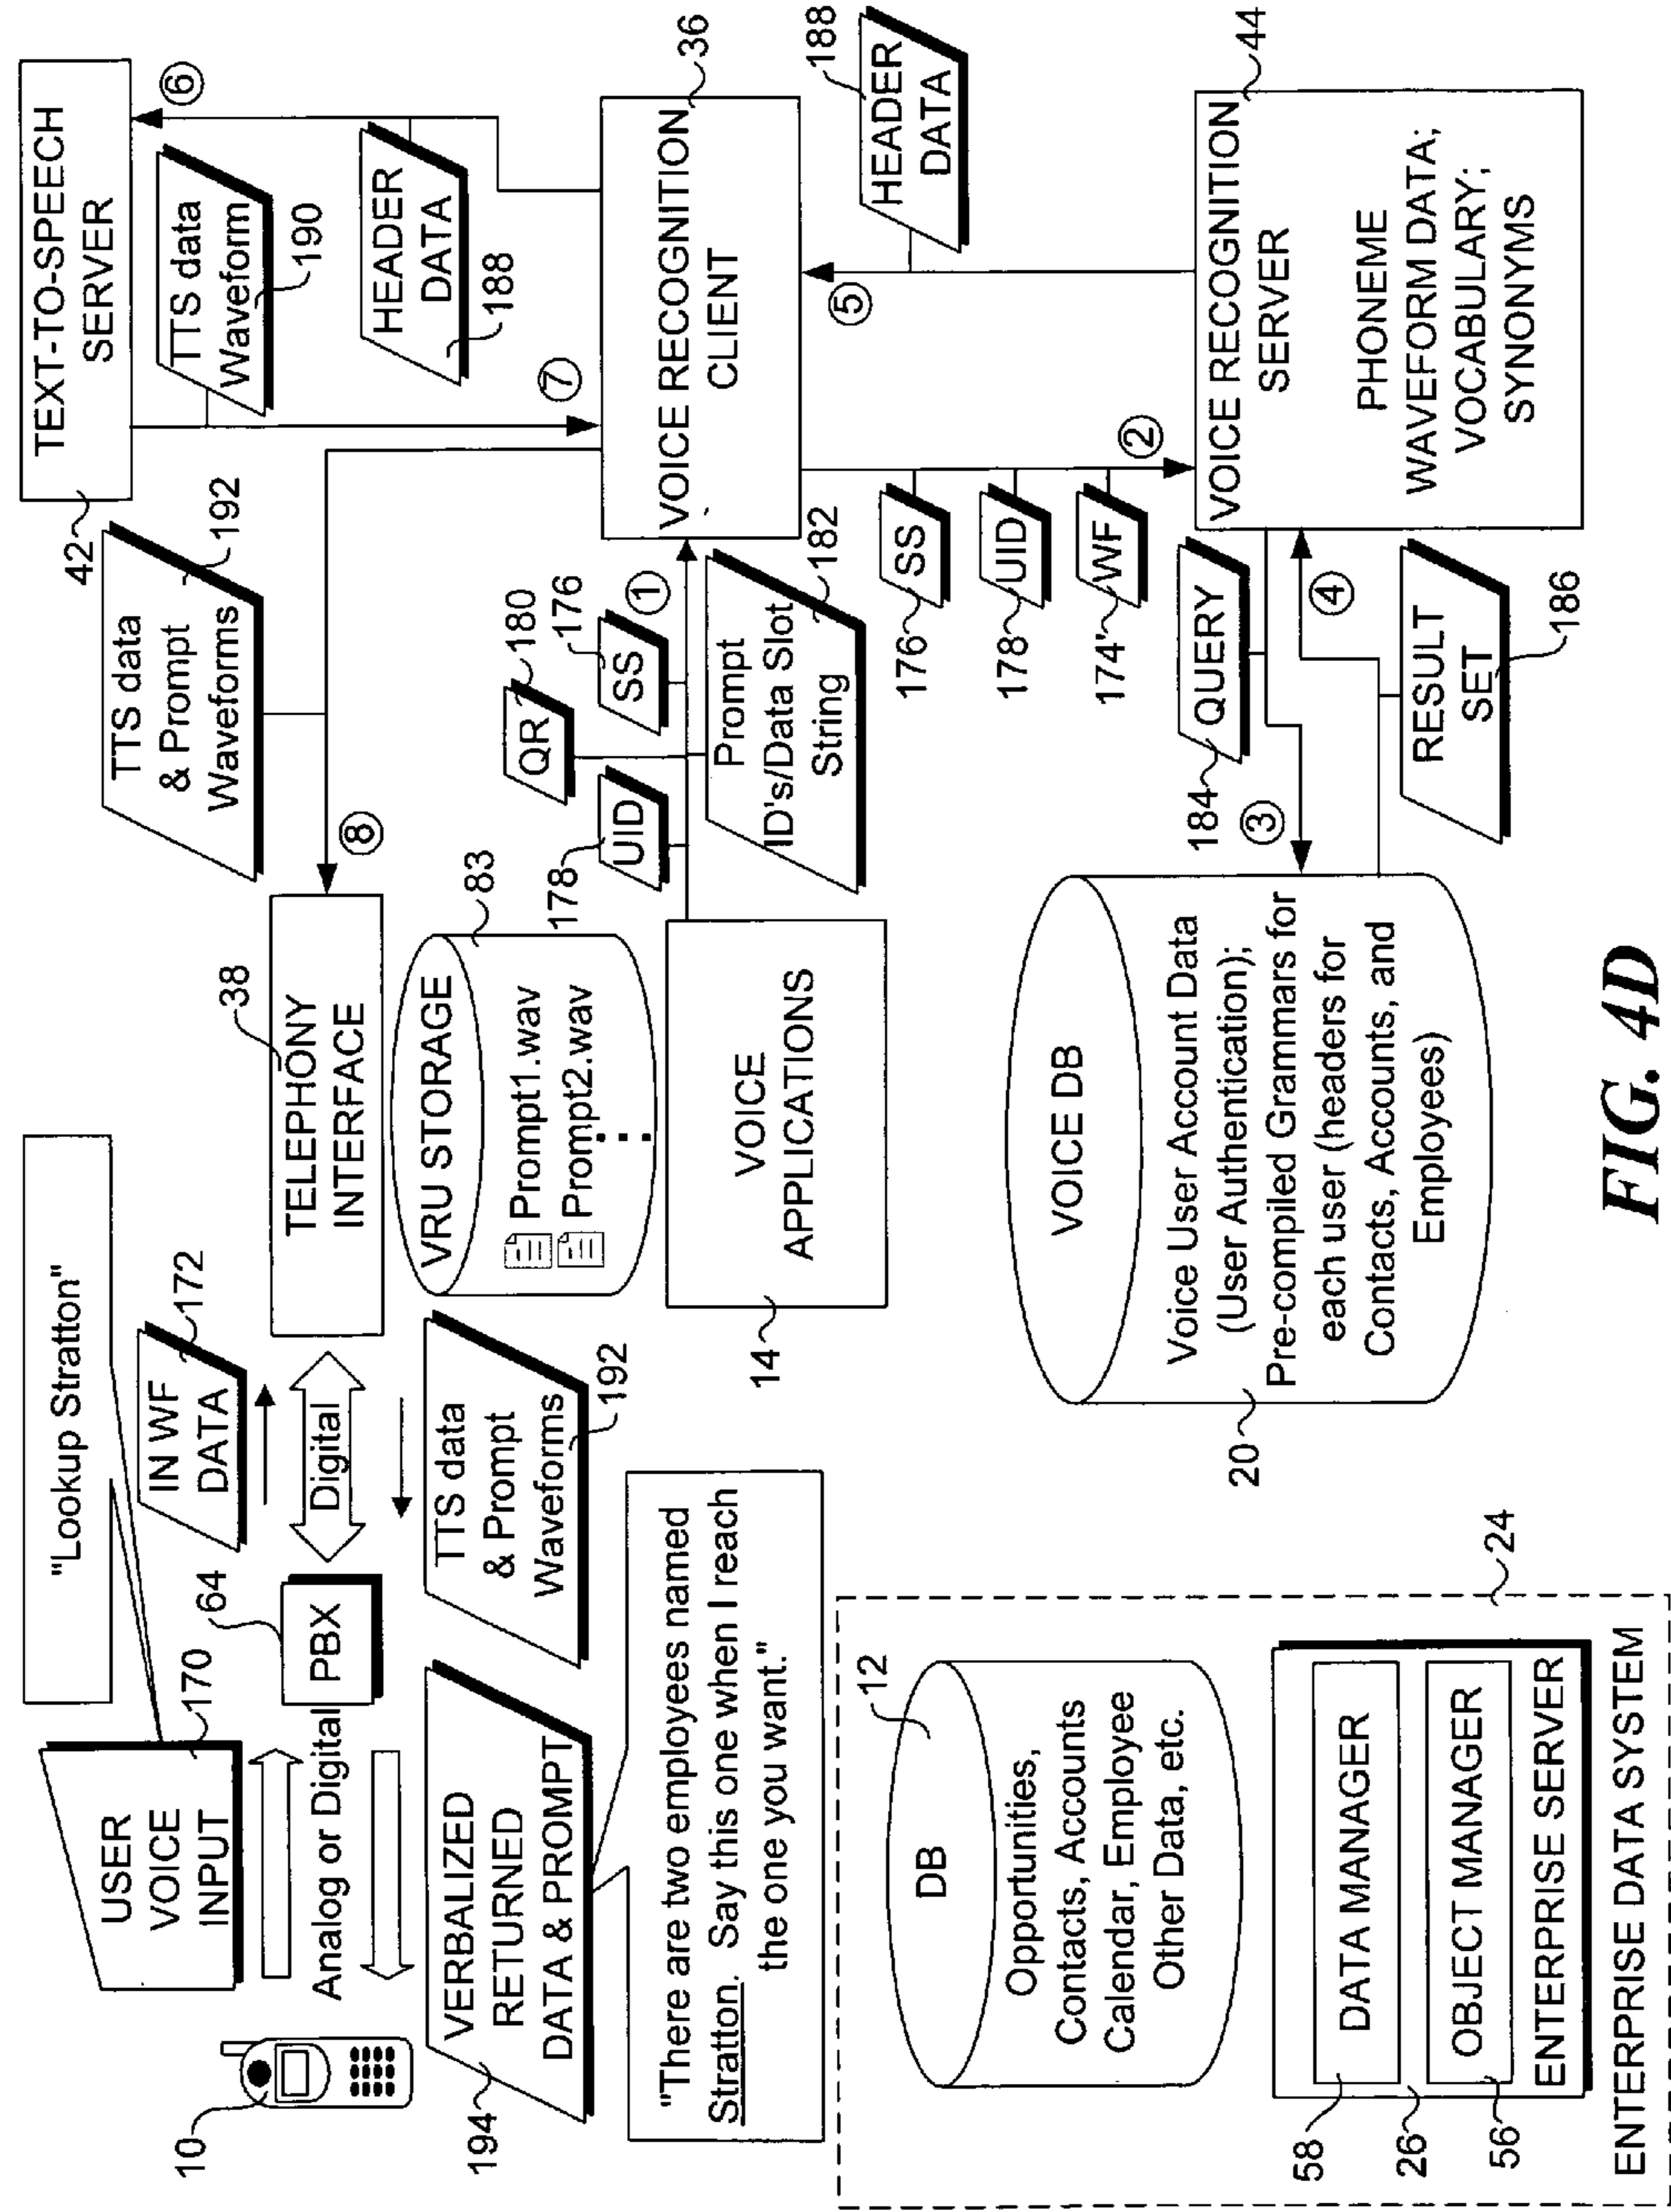 "Lookup Stratton"
USER
VOICE
INPUT
170
10
Analog or Digital
64
PBX
IN WF
DATA
172
Digital
38
TELEPHONY
INTERFACE
8
TTS data
& Prompt
Waveforms
192
42
TEXT-TO-SPEECH
SERVER
6
TTS data
Waveform
190
HEADER
DATA
188
7
VERBALIZED
RETURNED
DATA & PROMPT
194
TTS data
& Prompt
Waveforms
192
"There are two employees named
Stratton. Say this one when I reach
the one you want."
VRU STORAGE
83
Prompt1.wav
Prompt2.wav
VOICE
APPLICATIONS
14
UID
178
QR
180
SS
176
1
Prompt
ID's/Data Slot
String
182
VOICE RECOGNITION
CLIENT
36
SS
176
UID
178
WF
174'
2
5
HEADER
DATA
188
12
DB
Opportunities,
Contacts, Accounts
Calendar, Employee
Other Data, etc.
DATA MANAGER
58
OBJECT MANAGER
56
ENTERPRISE SERVER
26
ENTERPRISE DATA SYSTEM
24
VOICE DB
Voice User Account Data
(User Authentication);
Pre-compiled Grammars for
each user (headers for
Contacts, Accounts, and
Employees)
20
QUERY
184
3
4
RESULT
SET
186
VOICE RECOGNITION
SERVER
44
PHONEME
WAVEFORM DATA;
VOCABULARY;
SYNONYMS
FIG. 4D